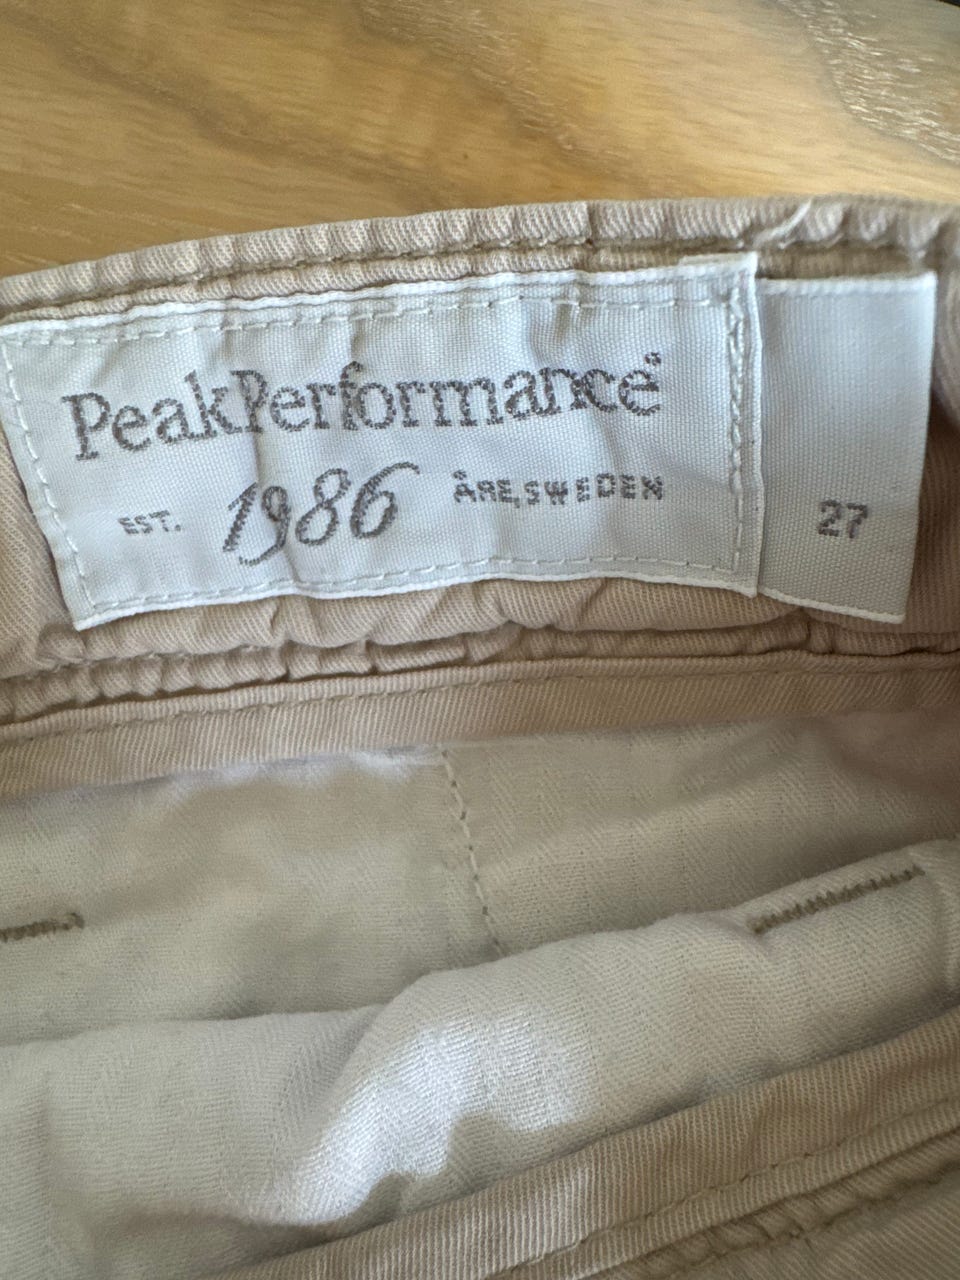 PeakPerformance®
EST. 1986 ÅRE, SWEDEN
27